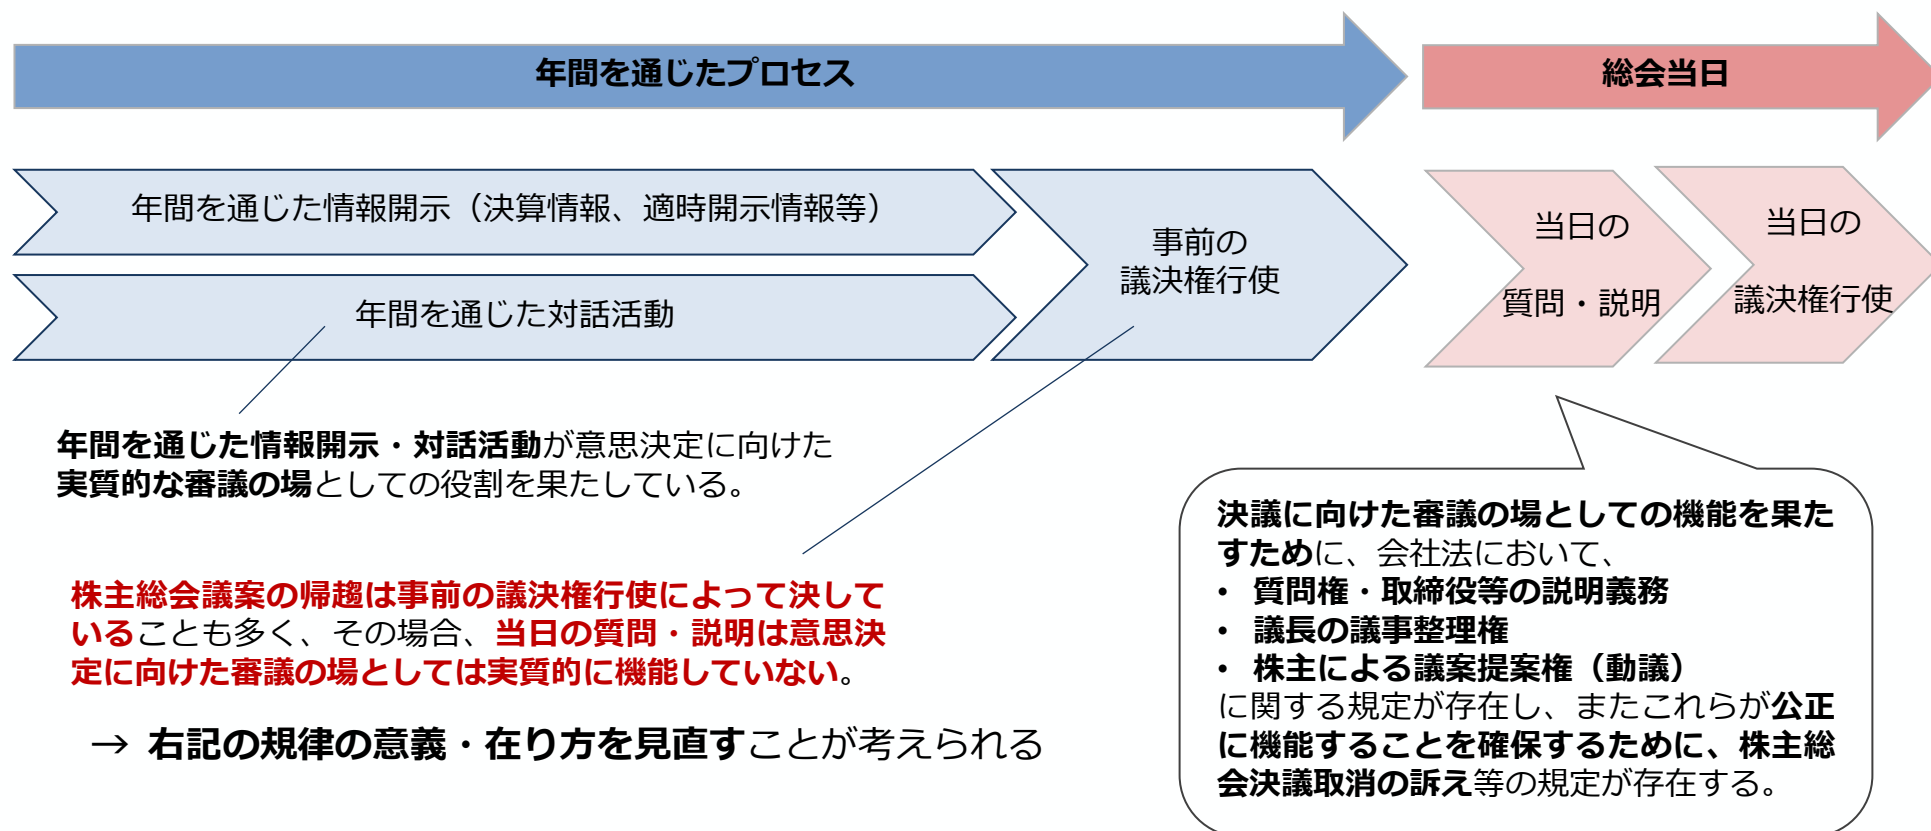 年間を通じたプロセス
総会当日
年間を通じた情報開示（決算情報、適時開示情報等）
年間を通じた対話活動
事前の
議決権行使
当日の
質問・説明
当日の
議決権行使
年間を通じた情報開示・対話活動が意思決定に向けた
実質的な審議の場としての役割を果たしている。
株主総会議案の帰趨は事前の議決権行使によって決して
いることも多く、その場合、当日の質問・説明は意思決
定に向けた審議の場としては実質的に機能していない。
→ 右記の規律の意義・在り方を見直すことが考えられる
決議に向けた審議の場としての機能を果た
すために、会社法において、
• 質問権・取締役等の説明義務
• 議長の議事整理権
• 株主による議案提案権（動議）
に関する規定が存在し、またこれらが公正
に機能することを確保するために、株主総
会決議取消の訴え等の規定が存在する。